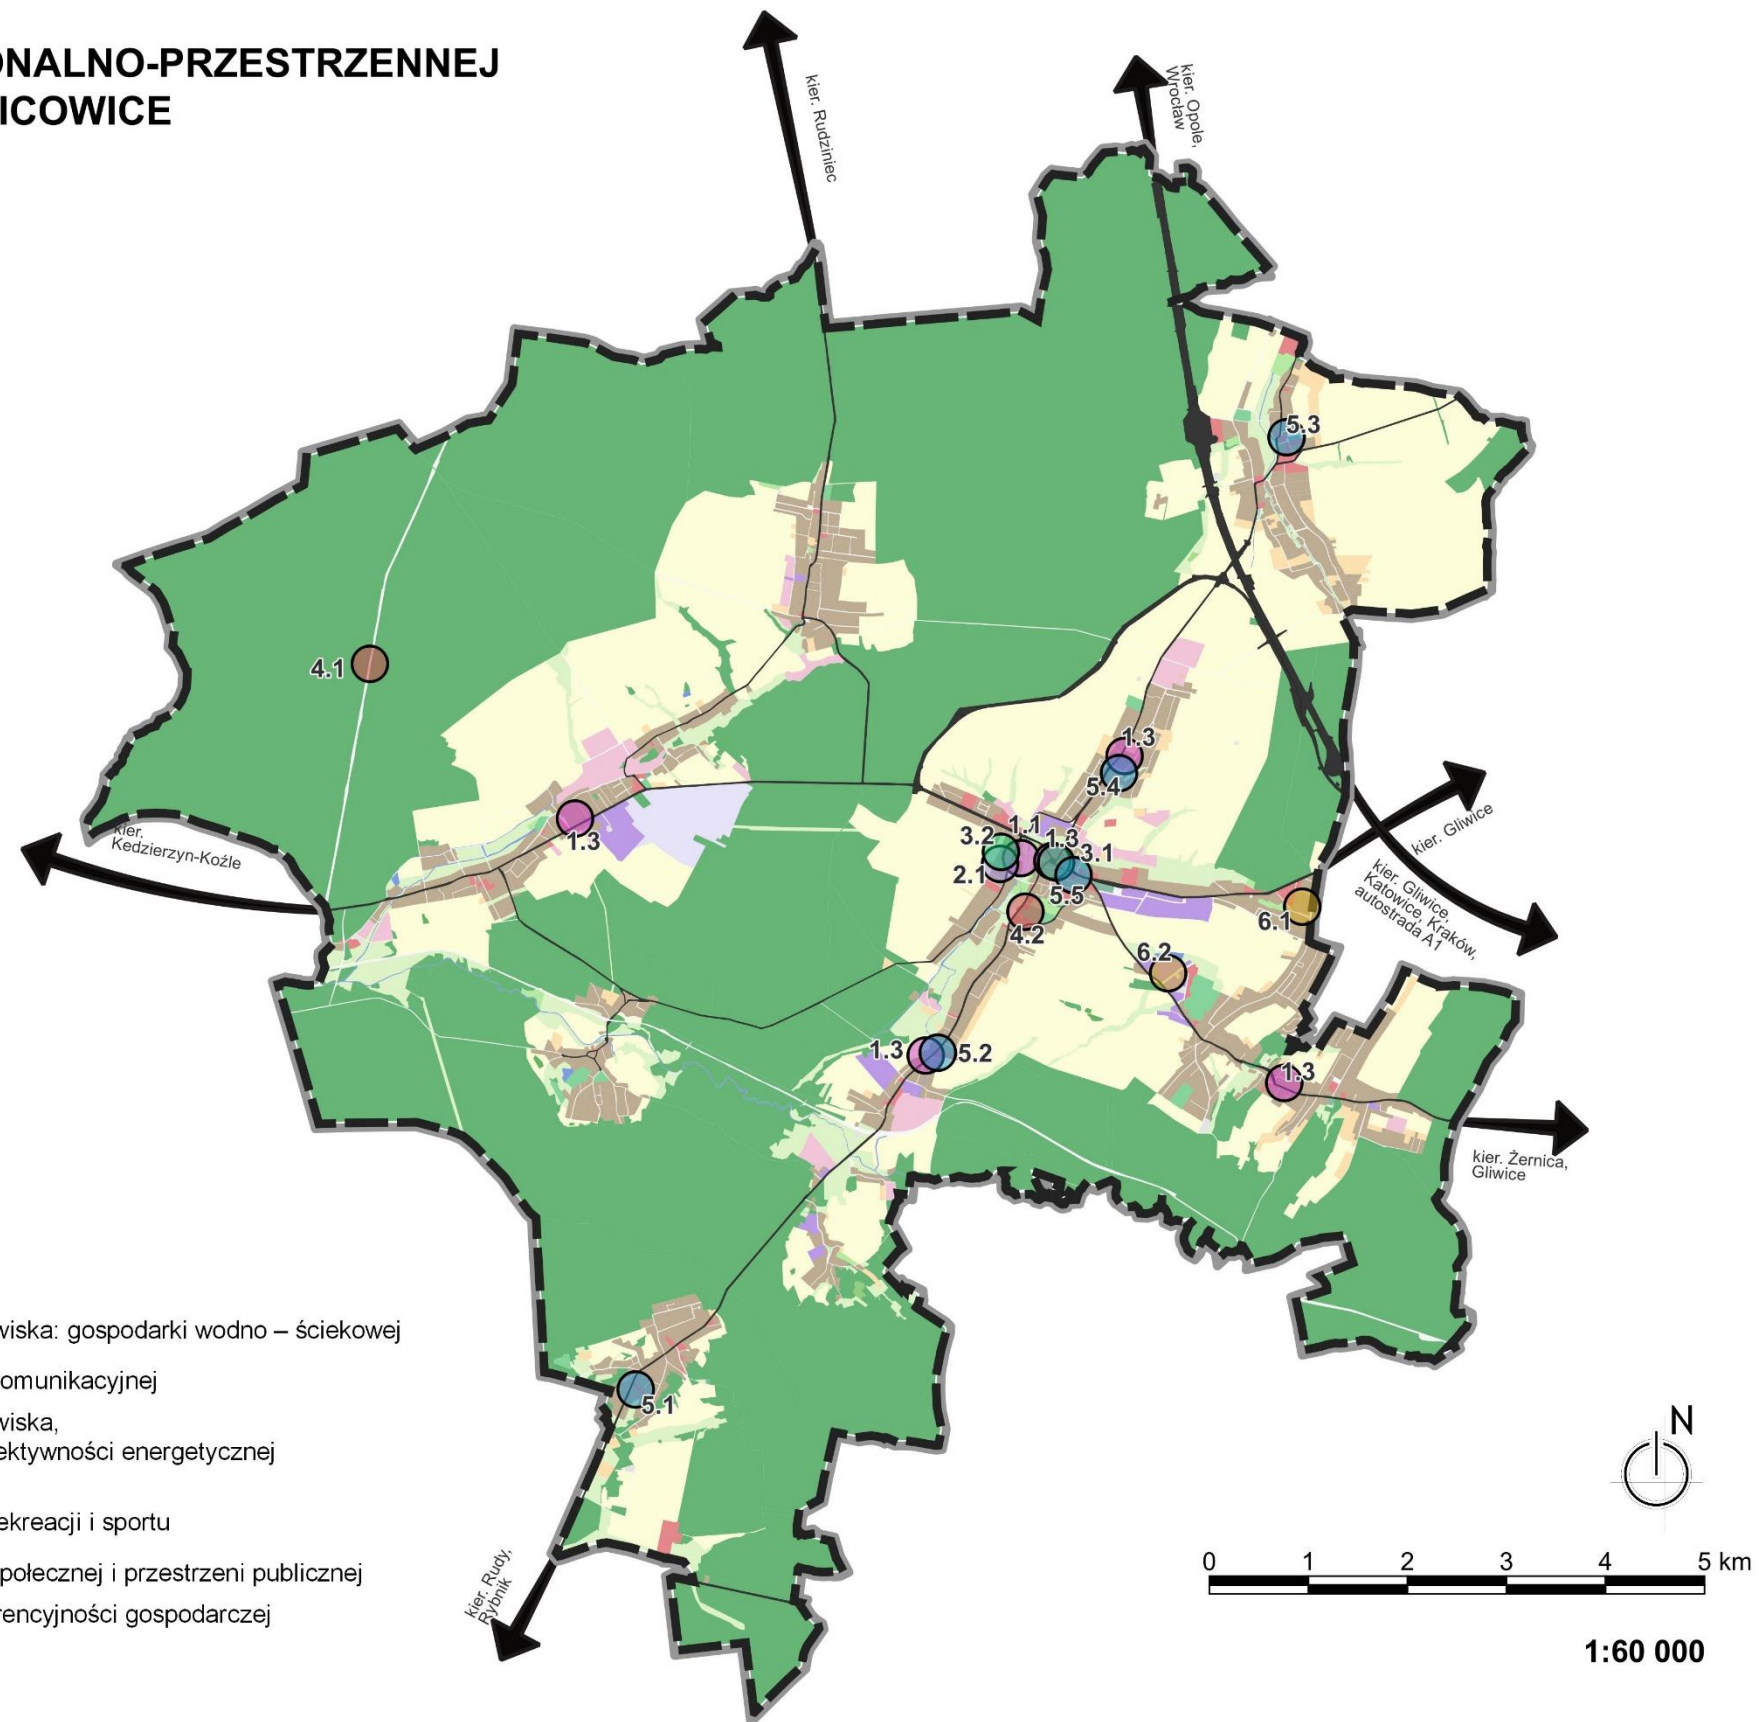 ONALNO-PRZESTRZENNEJ
ICOWICE
kier. Rudziniec
kier. Opole,
Wrocław
5.3
4.1
1.3
5.4
kier. Gliwice
kier.
Kedzierzyn-Koźle
1.3
3.2
1.1
1.3
3.1
2.1
5.5
kier. Gliwice,
Katowice, Kraków,
autostrada A1
4.2
6.1
6.2
1.3
5.2
1.3
kier. Żernica,
Gliwice
wiska: gospodarki wodno – ściekowej
omunikacyjnej
wiska,
ektywności energetycznej
5.1
N
ekreacji i sportu
połecznej i przestrzeni publicznej
rencyjności gospodarczej
kier. Rudy,
Rybnik
0 1 2 3 4 5 km
1:60 000